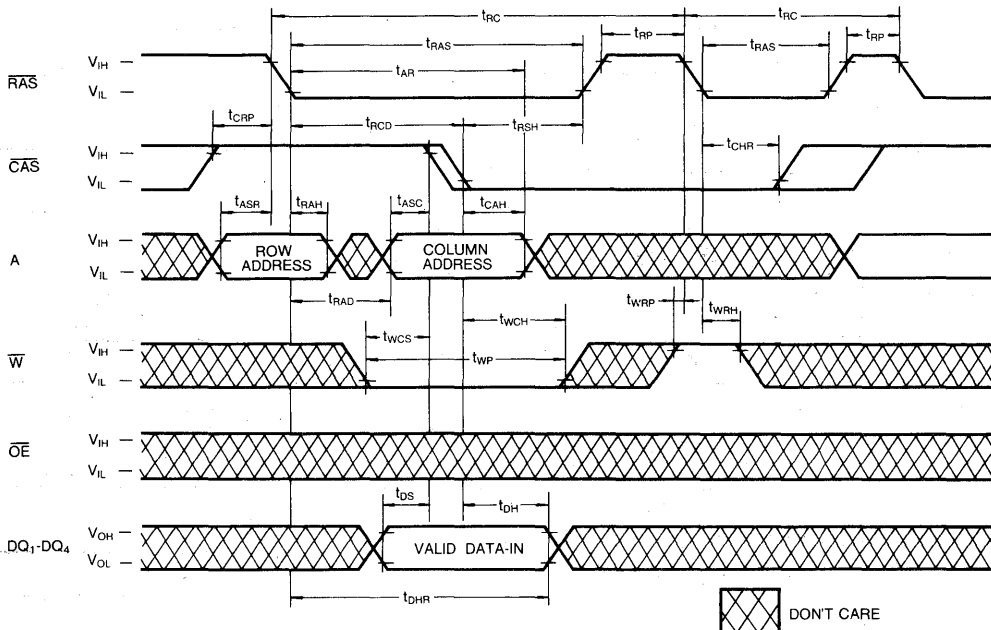 tRC tRC
tRAS tRP tRAS tRP
tAR
RAS VIH
VIL
tCRP tRCD tRSH tCHR
CAS VIH
VIL
tASR tRAH tASC tCAH
A VIH
VIL
ROW ADDRESS
COLUMN ADDRESS
tRAD tWCH tWRP tWRH
tWCS tWP
W VIH
VIL
OE VIH
VIL
tDS tDH
DQ1-DQ4 VOH
VOL
VALID DATA-IN
tDHR
DON'T CARE